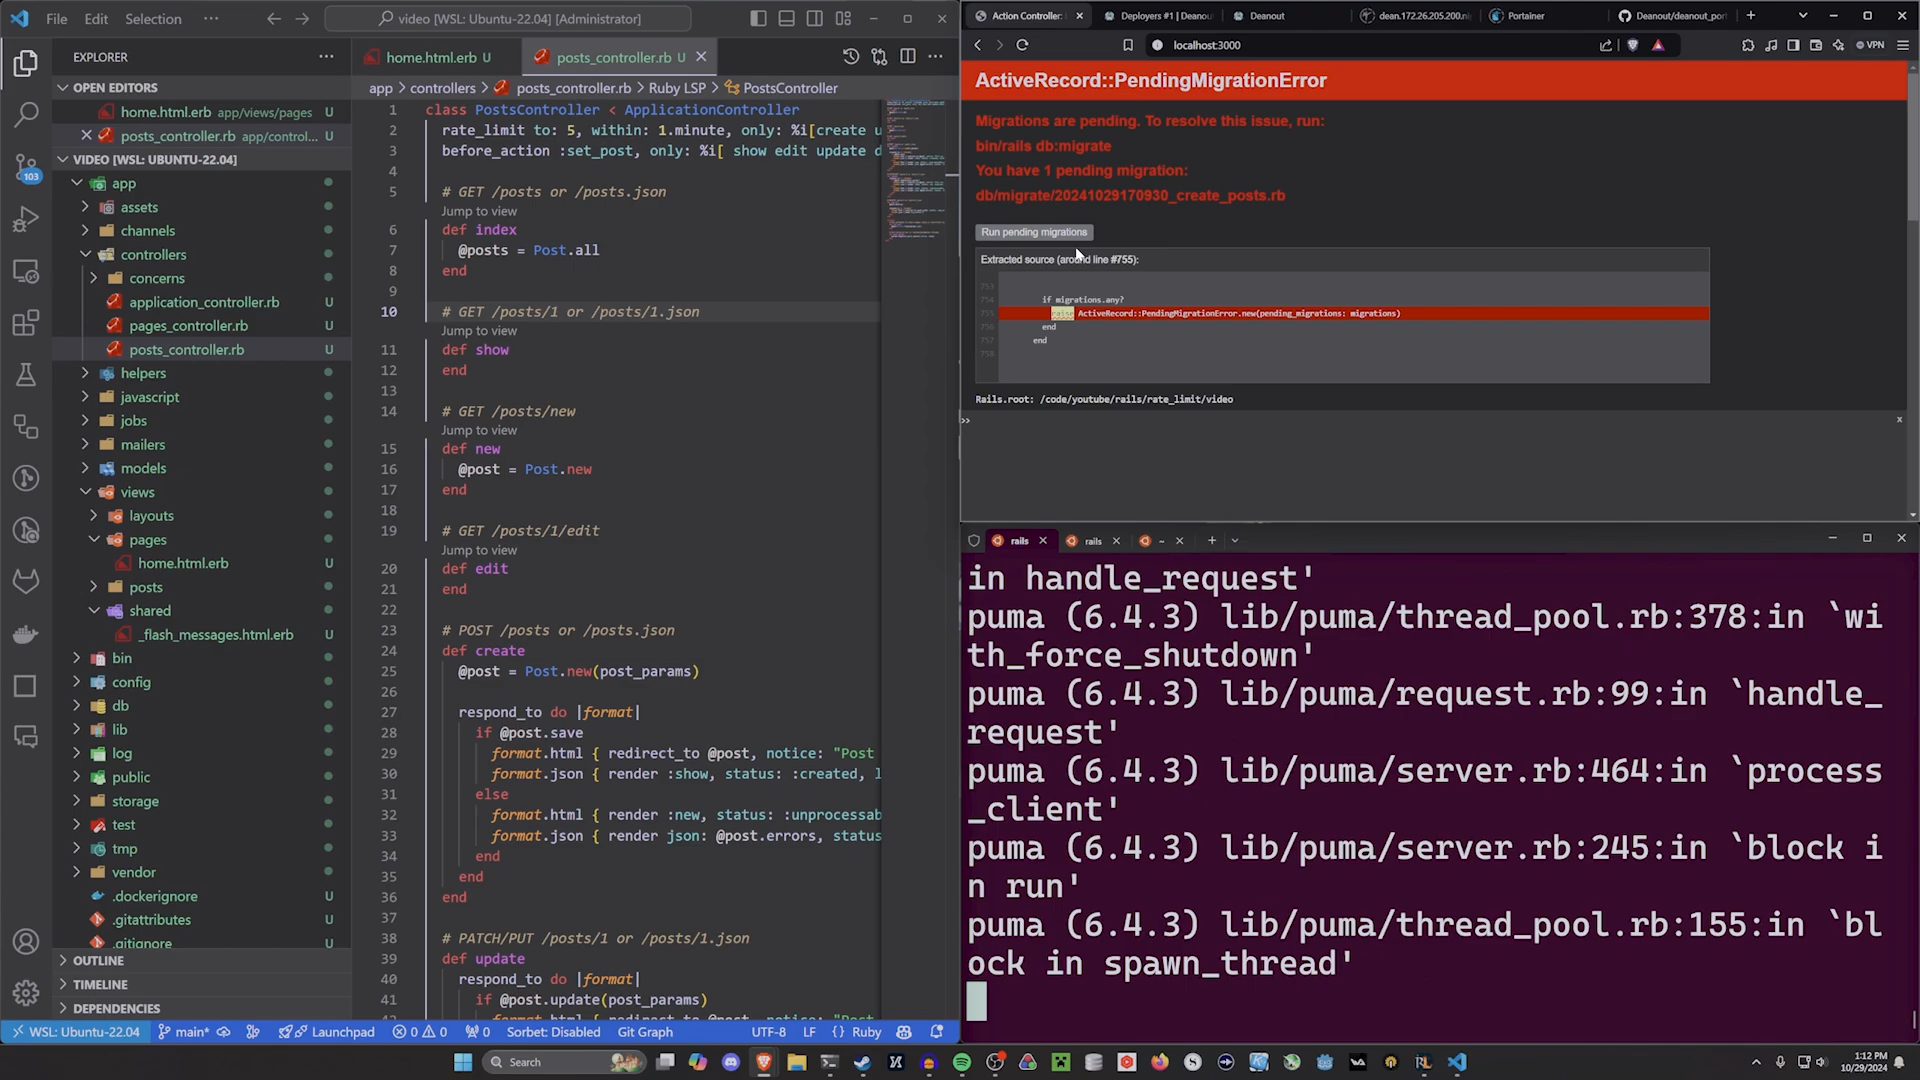 File Edit Selection ··· video [WSL: Ubuntu-22.04] [Administrator]
EXPLORER
OPEN EDITORS
home.html.erb app/views/pages U
posts_controller.rb app/control... U
VIDEO [WSL: UBUNTU-22.04]
app
assets
channels
controllers
concerns
application_controller.rb U
pages_controller.rb U
posts_controller.rb U
helpers
javascript
jobs
mailers
models
views
layouts
pages
home.html.erb U
posts
shared
_flash_messages.html.erb U
bin
config
db
lib
log
public
storage
test
tmp
vendor
.dockerignore U
.gitattributes U
.gitignore U
OUTLINE
TIMELINE
DEPENDENCIES
103
home.html.erb U posts_controller.rb U
app > controllers > posts_controller.rb > Ruby LSP > PostsController
1 class PostsController < ApplicationController
2 rate_limit to: 5, within: 1.minute, only: %i[create u
3 before_action :set_post, only: %i[ show edit update d
4
5 # GET /posts or /posts.json
Jump to view
6 def index
7 @posts = Post.all
8 end
9
10 # GET /posts/1 or /posts/1.json
Jump to view
11 def show
12 end
13
14 # GET /posts/new
Jump to view
15 def new
16 @post = Post.new
17 end
18
19 # GET /posts/1/edit
Jump to view
20 def edit
21 end
22
23 # POST /posts or /posts.json
24 def create
25 @post = Post.new(post_params)
26
27 respond_to do |format|
28 if @post.save
29 format.html { redirect_to @post, notice: "Post
30 format.json { render :show, status: :created, l
31 else
32 format.html { render :new, status: :unprocessab
33 format.json { render json: @post.errors, status
34 end
35 end
36 end
37
38 # PATCH/PUT /posts/1 or /posts/1.json
39 def update
40 respond_to do |format|
41 if @post.update(post_params)
WSL: Ubuntu-22.04 main* Launchpad 0 0 0 Sorbet: Disabled Git Graph UTF-8 LF {} Ruby
Action Controller: Deployers #1 | Deanou Deanout dean.172.26.205.200.ni Portainer Deanout/deanout_port
localhost:3000 VPN
ActiveRecord::PendingMigrationError
Migrations are pending. To resolve this issue, run:
bin/rails db:migrate
You have 1 pending migration:
db/migrate/20241029170930_create_posts.rb
Run pending migrations
Extracted source (around line #755):
753
754 if migrations.any?
755 raise ActiveRecord::PendingMigrationError.new(pending_migrations: migrations)
756 end
757 end
758
Rails.root: /code/youtube/rails/rate_limit/video
>> x
rails rails ~
in handle_request'
puma (6.4.3) lib/puma/thread_pool.rb:378:in `wi
th_force_shutdown'
puma (6.4.3) lib/puma/request.rb:99:in `handle_
request'
puma (6.4.3) lib/puma/server.rb:464:in `process
_client'
puma (6.4.3) lib/puma/server.rb:245:in `block i
n run'
puma (6.4.3) lib/puma/thread_pool.rb:155:in `bl
ock in spawn_thread'
Search
1:12 PM
10/29/2024